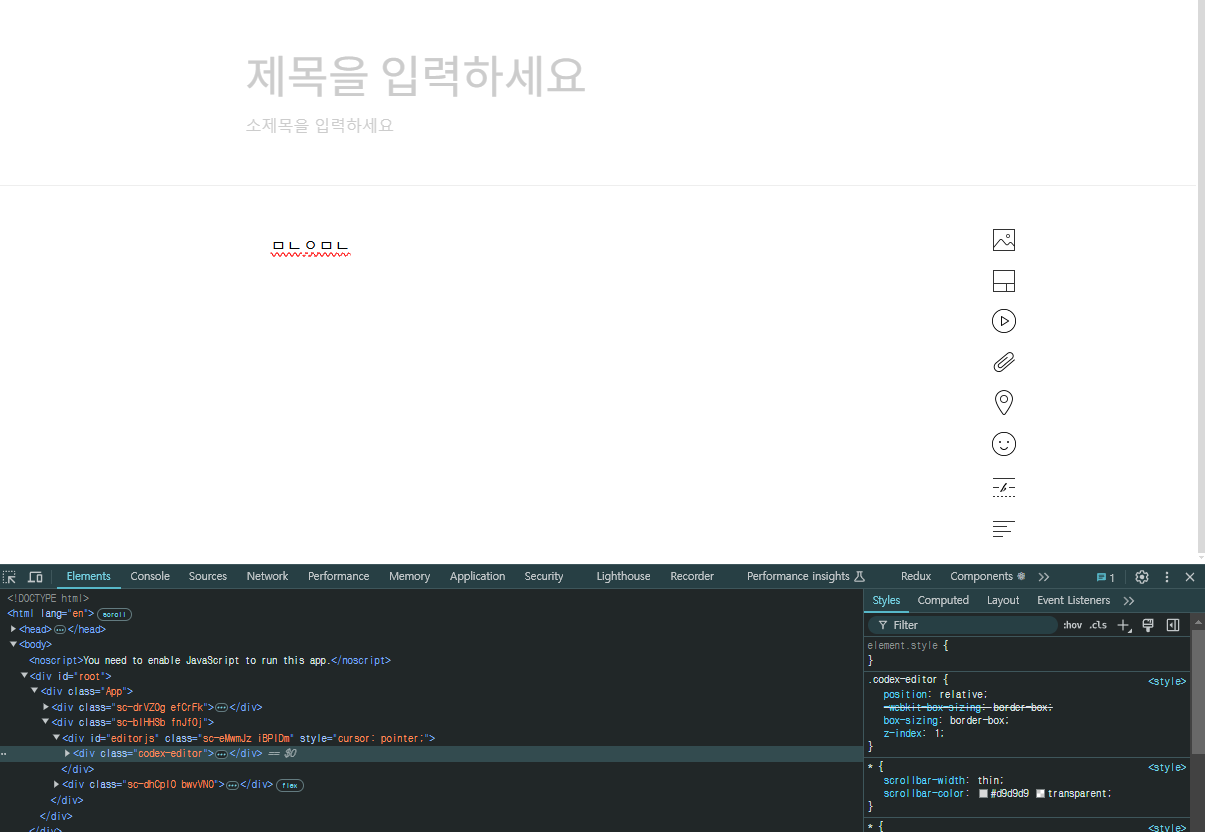 제목을 입력하세요
소제목을 입력하세요
ㅁㄴㅇㅁㄴ
Elements Console Sources Network Performance Memory Application Security Lighthouse Recorder Performance insights Redux Components 1
<!DOCTYPE html>
<html lang="en"> scroll
<head> ⋯ </head>
<body>
<noscript>You need to enable JavaScript to run this app.</noscript>
<div id="root">
<div class="App">
<div class="sc-drVZOg efCrFk"> ⋯ </div>
<div class="sc-blHHSb fnJfOj">
<div id="editorjs" class="sc-eMwmJz iBPIDm" style="cursor: pointer;">
<div class="codex-editor"> ⋯ </div> == $0
</div>
<div class="sc-dhCplO bwvVNO"> ⋯ </div> flex
</div>
</div>
</div>
Styles Computed Layout Event Listeners
Filter :hov .cls
element.style {
}
.codex-editor { <style>
position: relative;
-webkit-box-sizing: border-box;
box-sizing: border-box;
z-index: 1;
}
* { <style>
scrollbar-width: thin;
scrollbar-color: #d9d9d9 transparent;
}
* { <style>